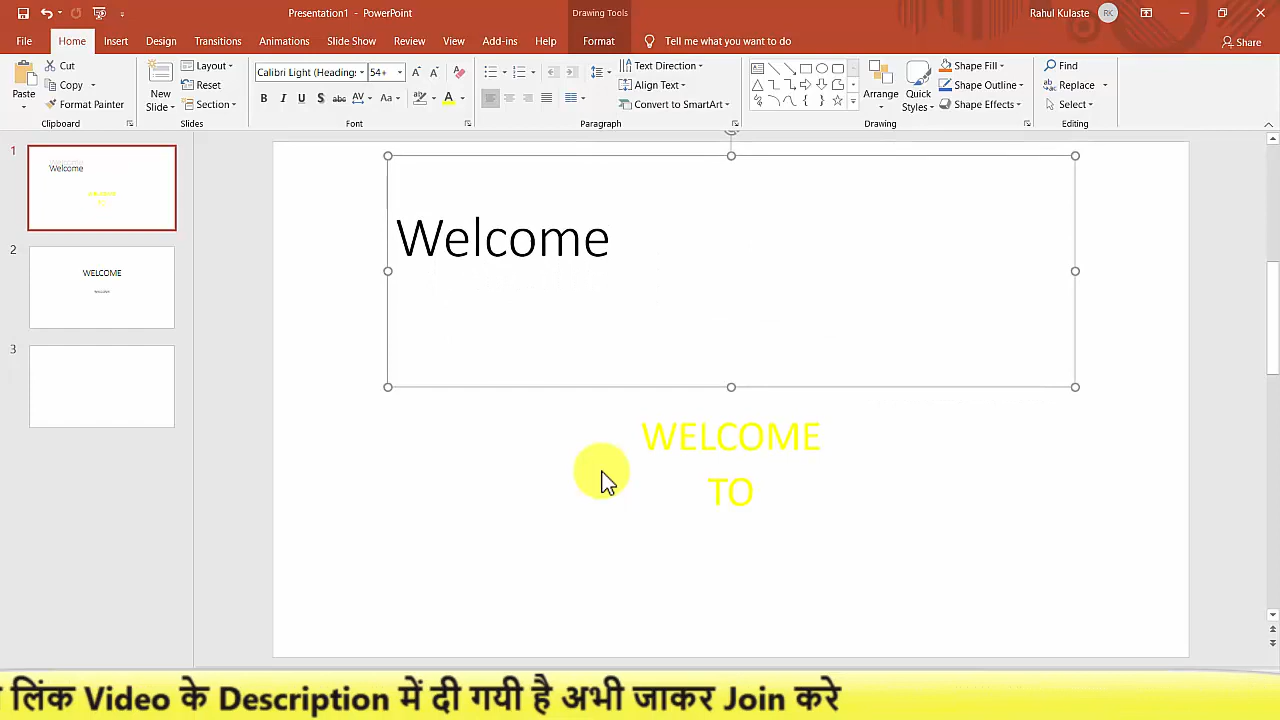 Presentation1 - PowerPoint
Drawing Tools
Rahul Kulaste
RK
File
Home
Insert
Design
Transitions
Animations
Slide Show
Review
View
Add-ins
Help
Format
Tell me what you want to do
Share
Paste
Cut
Copy
Format Painter
Clipboard
New Slide
Layout
Reset
Section
Slides
Calibri Light (Heading:
54+
B I U S abc AV Aa A
Font
Text Direction
Align Text
Convert to SmartArt
Paragraph
Arrange
Quick Styles
Shape Fill
Shape Outline
Shape Effects
Drawing
Find
Replace
Select
Editing
1
Welcome
2
WELCOME
3
Welcome
WELCOME
TO
लिंक Video के Description में दी गयी है अभी जाकर Join करे